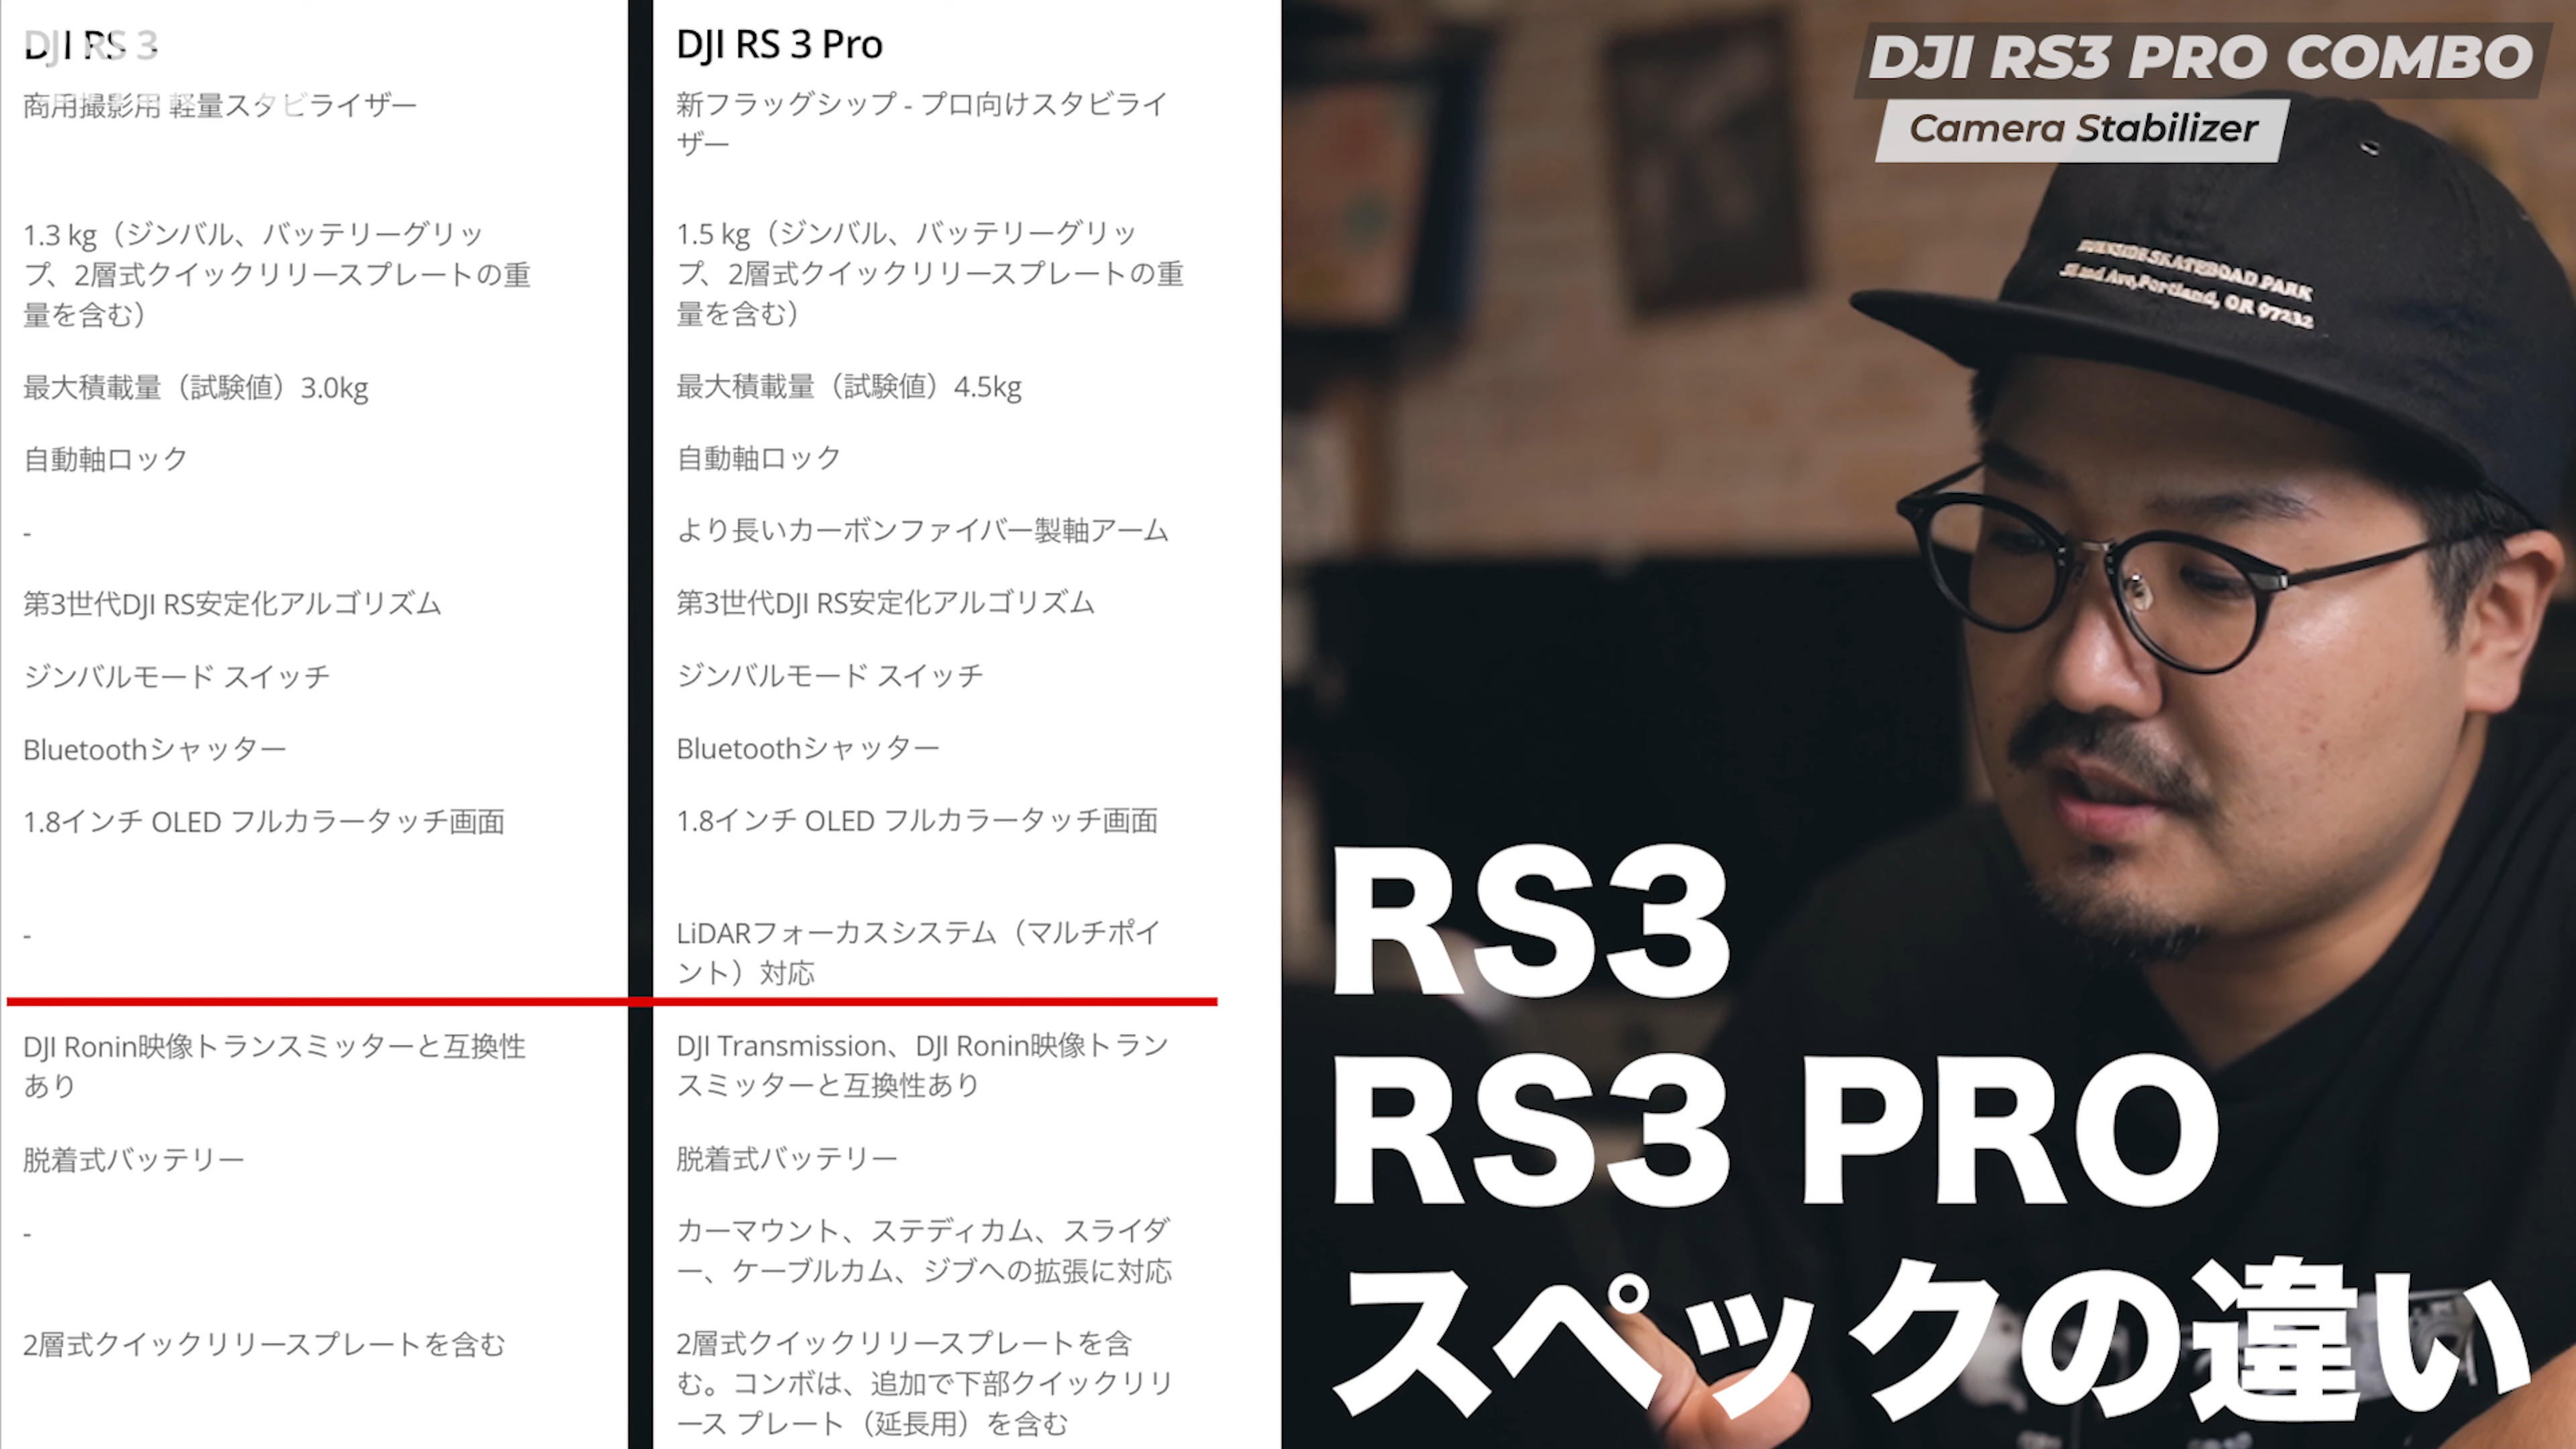 DJI RS 3
商用撮影用 軽量スタビライザー
1.3 kg（ジンバル、バッテリーグリッ
プ、2層式クイックリリースプレートの重
量を含む）
最大積載量（試験値）3.0kg
自動軸ロック
-
第3世代DJI RS安定化アルゴリズム
ジンバルモード スイッチ
Bluetoothシャッター
1.8インチ OLED フルカラータッチ画面
-
DJI Ronin映像トランスミッターと互換性
あり
脱着式バッテリー
-
2層式クイックリリースプレートを含む
DJI RS 3 Pro
新フラッグシップ - プロ向けスタビライ
ザー
1.5 kg（ジンバル、バッテリーグリッ
プ、2層式クイックリリースプレートの重
量を含む）
最大積載量（試験値）4.5kg
自動軸ロック
より長いカーボンファイバー製軸アーム
第3世代DJI RS安定化アルゴリズム
ジンバルモード スイッチ
Bluetoothシャッター
1.8インチ OLED フルカラータッチ画面
LiDARフォーカスシステム（マルチポイ
ント）対応
DJI Transmission、DJI Ronin映像トラン
スミッターと互換性あり
脱着式バッテリー
カーマウント、ステディカム、スライダ
ー、ケーブルカム、ジブへの拡張に対応
2層式クイックリリースプレートを含
む。コンボは、追加で下部クイックリリ
ース プレート（延長用）を含む
DJI RS3 PRO COMBO
Camera Stabilizer
SKATEBOAD PARK
Ave,Portland, OR 97232
RS3
RS3 PRO
スペックの違い